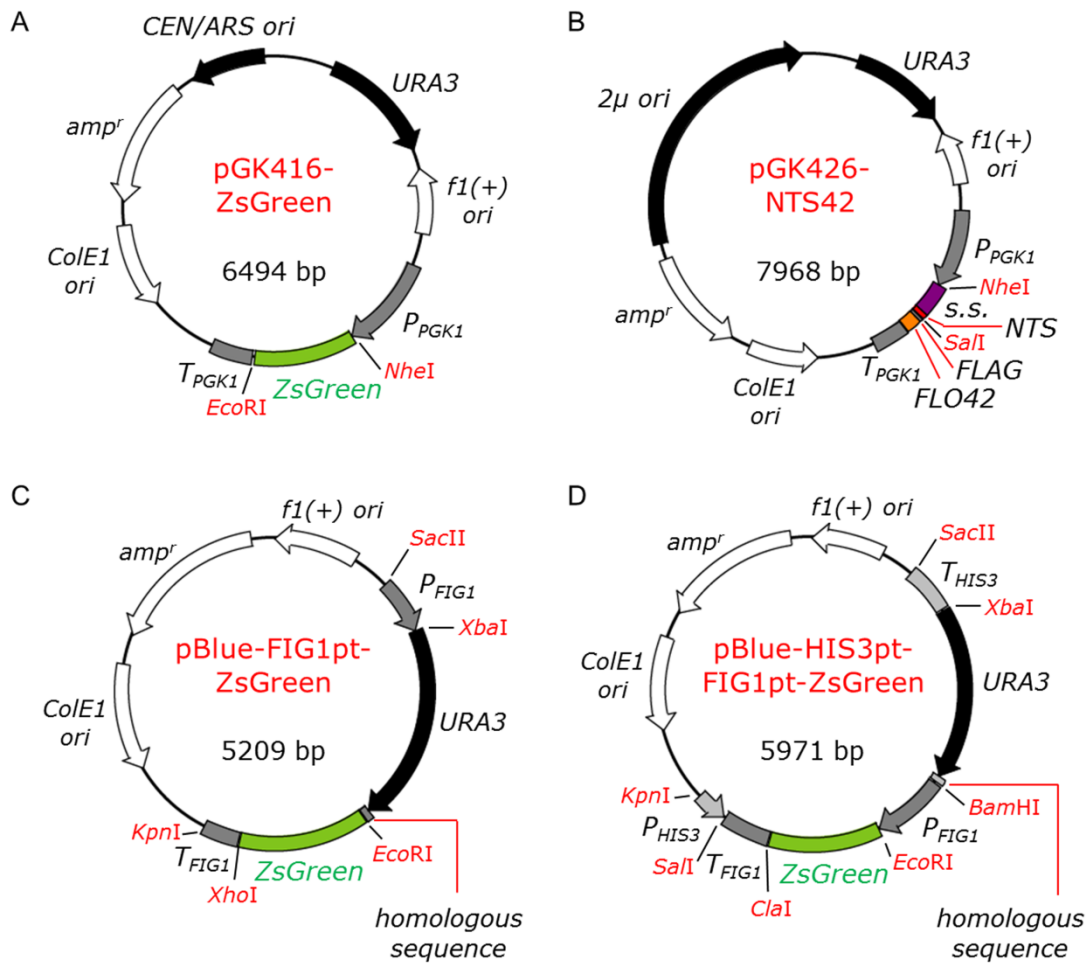 A
CEN/ARS ori
URA3
ampʳ
pGK416-
ZsGreen
f1(+)
ori
ColE1
ori
6494 bp
P_PGK1
NheI
T_PGK1
ZsGreen
EcoRI
B
2μ ori
URA3
f1(+)
ori
pGK426-
NTS42
7968 bp
P_PGK1
NheI
s.s.
NTS
SalI
ampʳ
T_PGK1
FLAG
FLO42
ColE1
ori
C
f1(+) ori
ampʳ
SacII
P_FIG1
XbaI
pBlue-FIG1pt-
ZsGreen
URA3
ColE1
ori
5209 bp
KpnI
T_FIG1
ZsGreen
EcoRI
XhoI
homologous
sequence
D
f1(+) ori
ampʳ
SacII
T_HIS3
XbaI
pBlue-HIS3pt-
FIG1pt-ZsGreen
URA3
ColE1
ori
5971 bp
KpnI
BamHI
P_HIS3
P_FIG1
SalI
T_FIG1
ZsGreen
EcoRI
ClaI
homologous
sequence